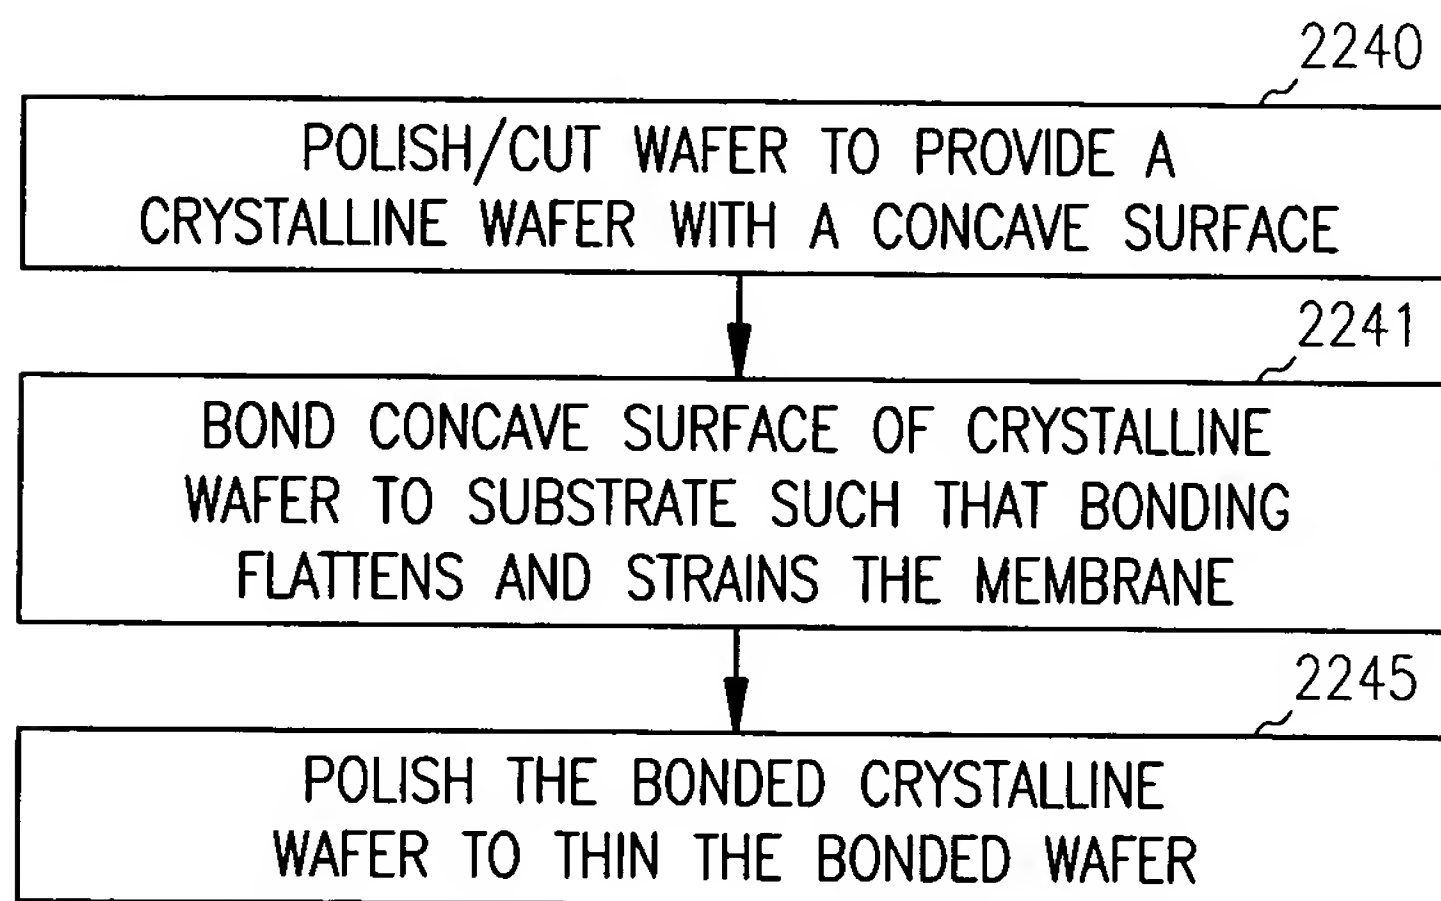 2240
POLISH/CUT WAFER TO PROVIDE A
CRYSTALLINE WAFER WITH A CONCAVE SURFACE
2241
BOND CONCAVE SURFACE OF CRYSTALLINE
WAFER TO SUBSTRATE SUCH THAT BONDING
FLATTENS AND STRAINS THE MEMBRANE
2245
POLISH THE BONDED CRYSTALLINE
WAFER TO THIN THE BONDED WAFER